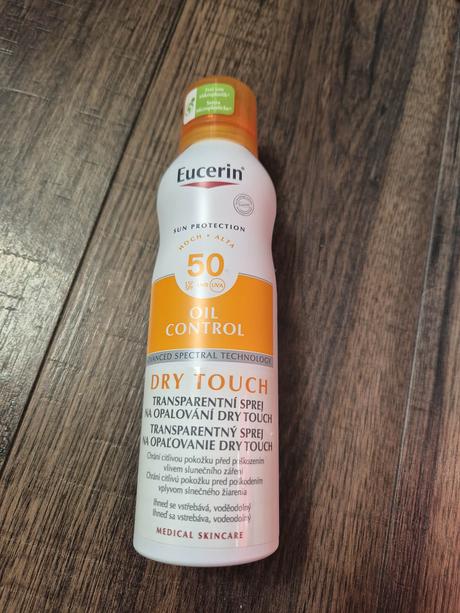 Eucerin
SUN PROTECTION
HOCH • ALTA
50
UVA
OIL
CONTROL
ADVANCED SPECTRAL TECHNOLOGY
DRY TOUCH
TRANSPARENTNÍ SPREJ
NA OPALOVÁNÍ DRY TOUCH
TRANSPARENTNÝ SPREJ
NA OPAĽOVANIE DRY TOUCH
Chrání citlivou pokožku před poškozením
vlivem slunečního záření
Chráni citlivú pokožku pred poškodením
vplyvom slnečného žiarenia
Ihned se vstřebává, voděodolný
Ihneď sa vstrebáva, vodeodolný
MEDICAL SKINCARE